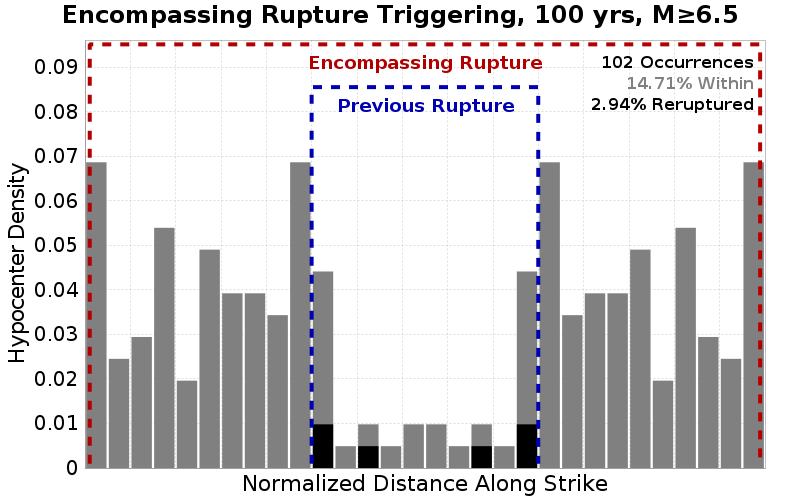 Encompassing Rupture Triggering, 100 yrs, M≥6.5
Encompassing Rupture
Previous Rupture
102 Occurrences
14.71% Within
2.94% Reruptured
Hypocenter Density
0.09
0.08
0.07
0.06
0.05
0.04
0.03
0.02
0.01
0
Normalized Distance Along Strike